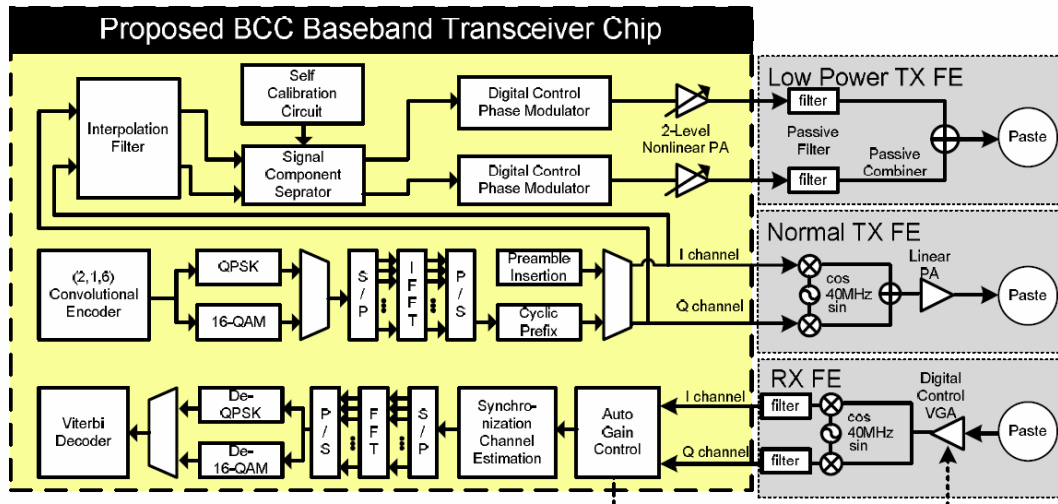 Proposed BCC Baseband Transceiver Chip
Interpolation
Filter
Self
Calibration
Circuit
Signal
Component
Seprator
Digital Control
Phase Modulator
Digital Control
Phase Modulator
2-Level
Nonlinear PA
Low Power TX FE
filter
Passive
Filter
filter
Passive
Combiner
Paste
(2,1,6)
Convolutional
Encoder
QPSK
16-QAM
S/P
IFFT
P/S
Preamble
Insertion
Cyclic
Prefix
I channel
Q channel
Normal TX FE
cos
40MHz
sin
Linear
PA
Paste
Viterbi
Decoder
De-
QPSK
De-
16-QAM
P/S
FFT
S/P
Synchro-
nization
Channel
Estimation
Auto
Gain
Control
I channel
Q channel
RX FE
filter
filter
cos
40MHz
sin
Digital
Control
VGA
Paste